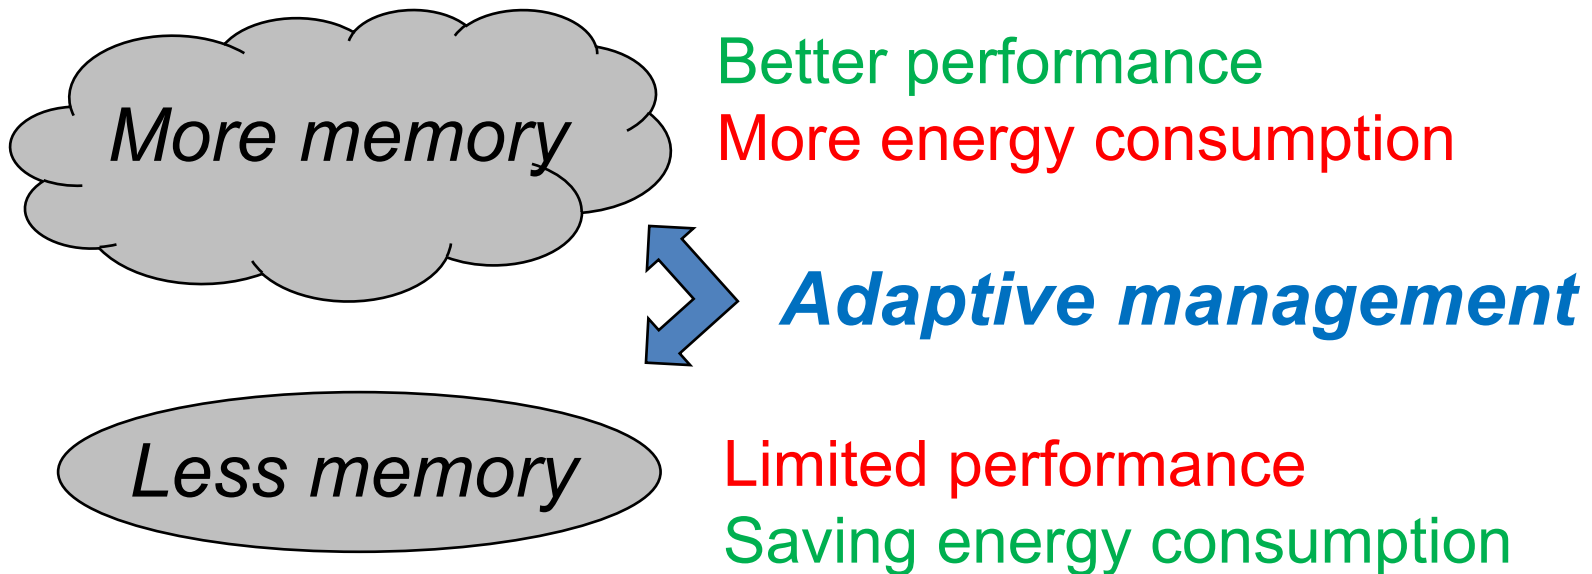 More memory
Better performance
More energy consumption
Adaptive management
Less memory
Limited performance
Saving energy consumption